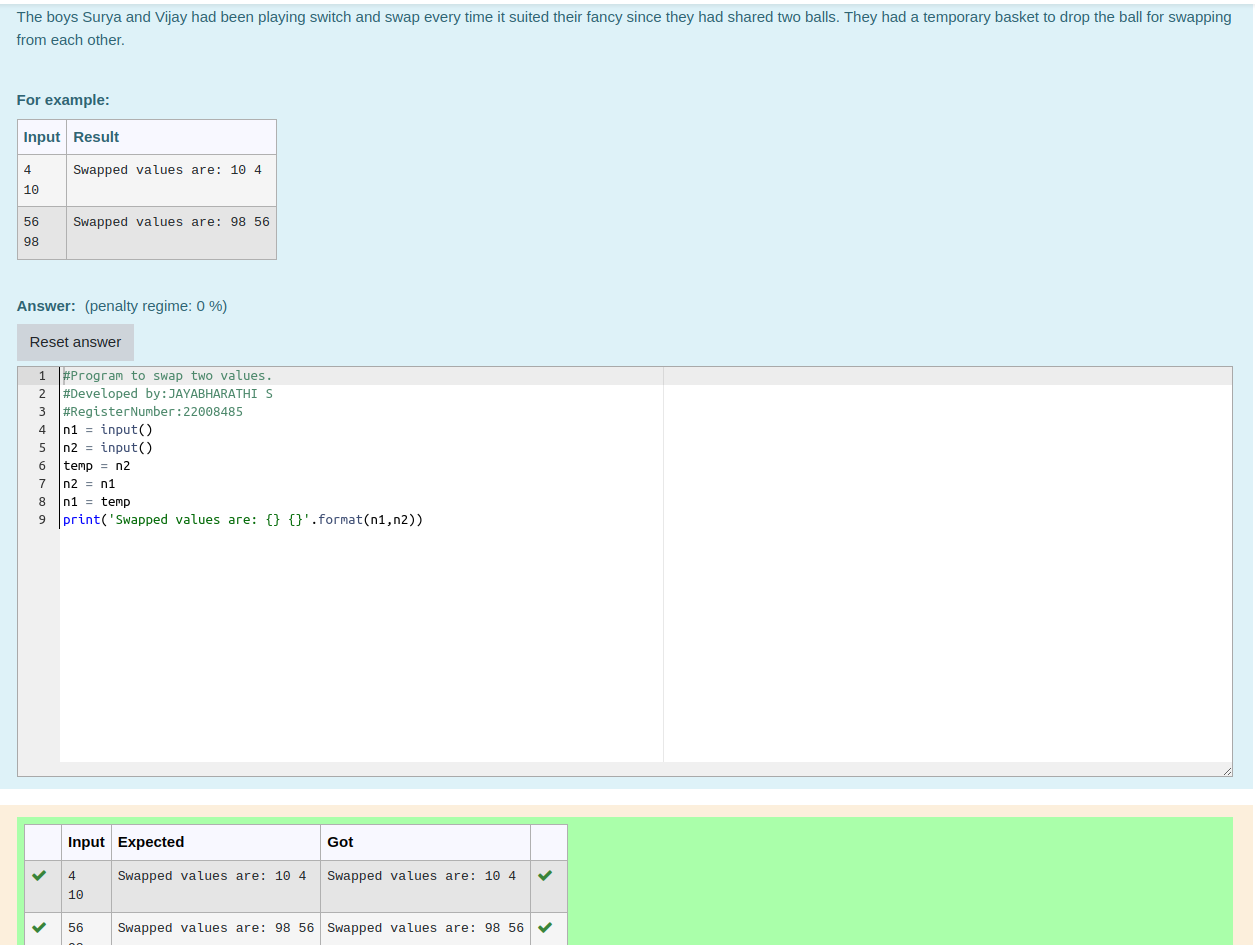 The boys Surya and Vijay had been playing switch and swap every time it suited their fancy since they had shared two balls. They had a temporary basket to drop the ball for swapping
from each other.
For example:
Input Result
4 Swapped values are: 10 4
10
56 Swapped values are: 98 56
98
Answer: (penalty regime: 0 %)
Reset answer
1 #Program to swap two values.
2 #Developed by:JAYABHARATHI S
3 #RegisterNumber:22008485
4 n1 = input()
5 n2 = input()
6 temp = n2
7 n2 = n1
8 n1 = temp
9 print('Swapped values are: {} {}'.format(n1,n2))
Input Expected Got
4 Swapped values are: 10 4 Swapped values are: 10 4
10
56 Swapped values are: 98 56 Swapped values are: 98 56